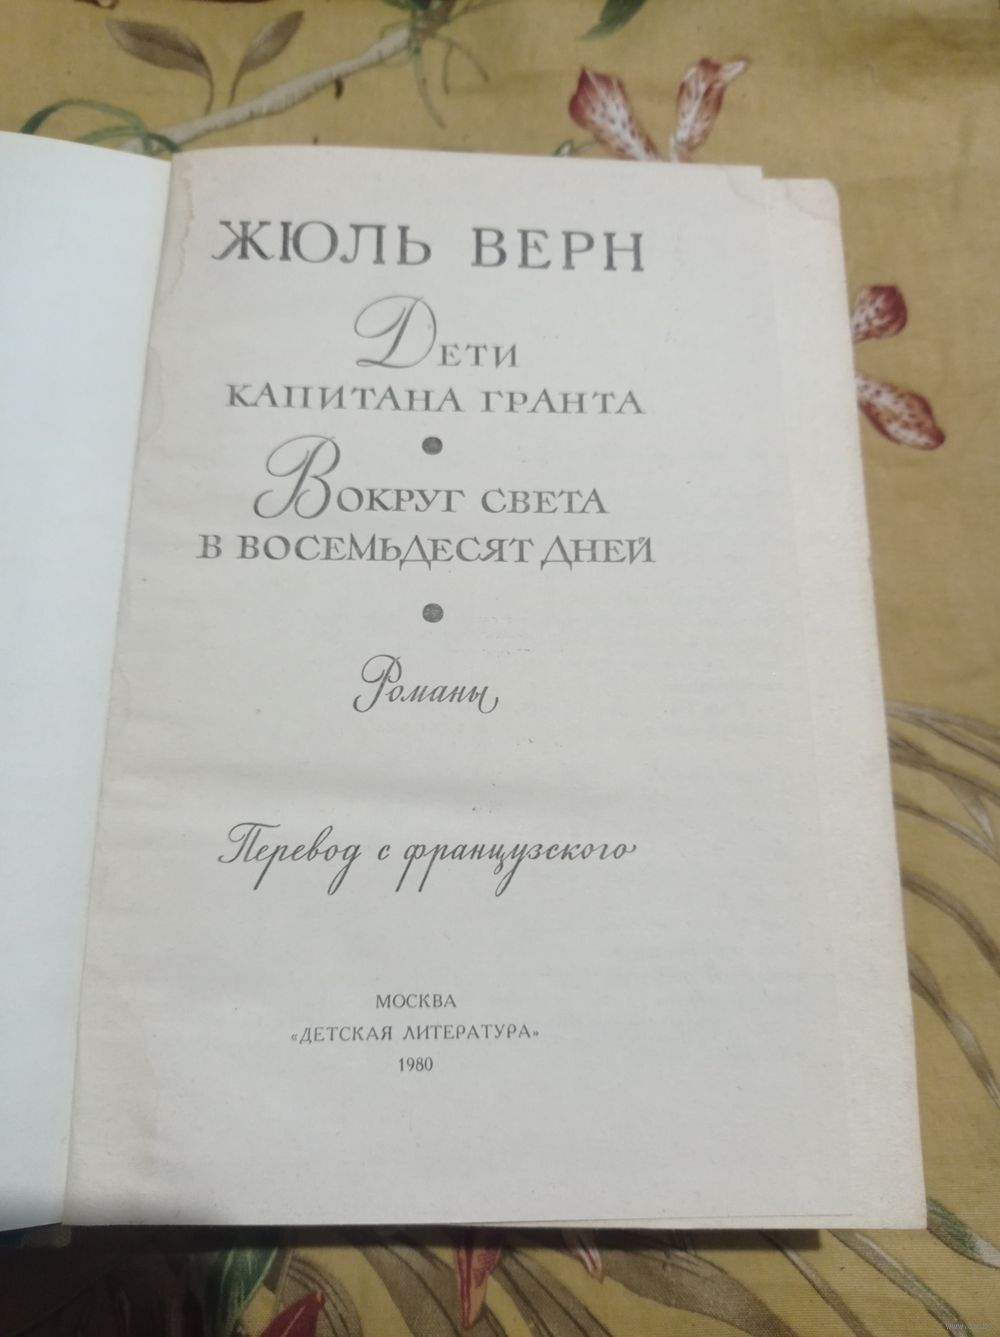 ЖЮЛЬ ВЕРН
Дети
капитана Гранта
Вокруг света
в восемьдесят дней
Романы
Перевод с французского
МОСКВА
«ДЕТСКАЯ ЛИТЕРАТУРА»
1980